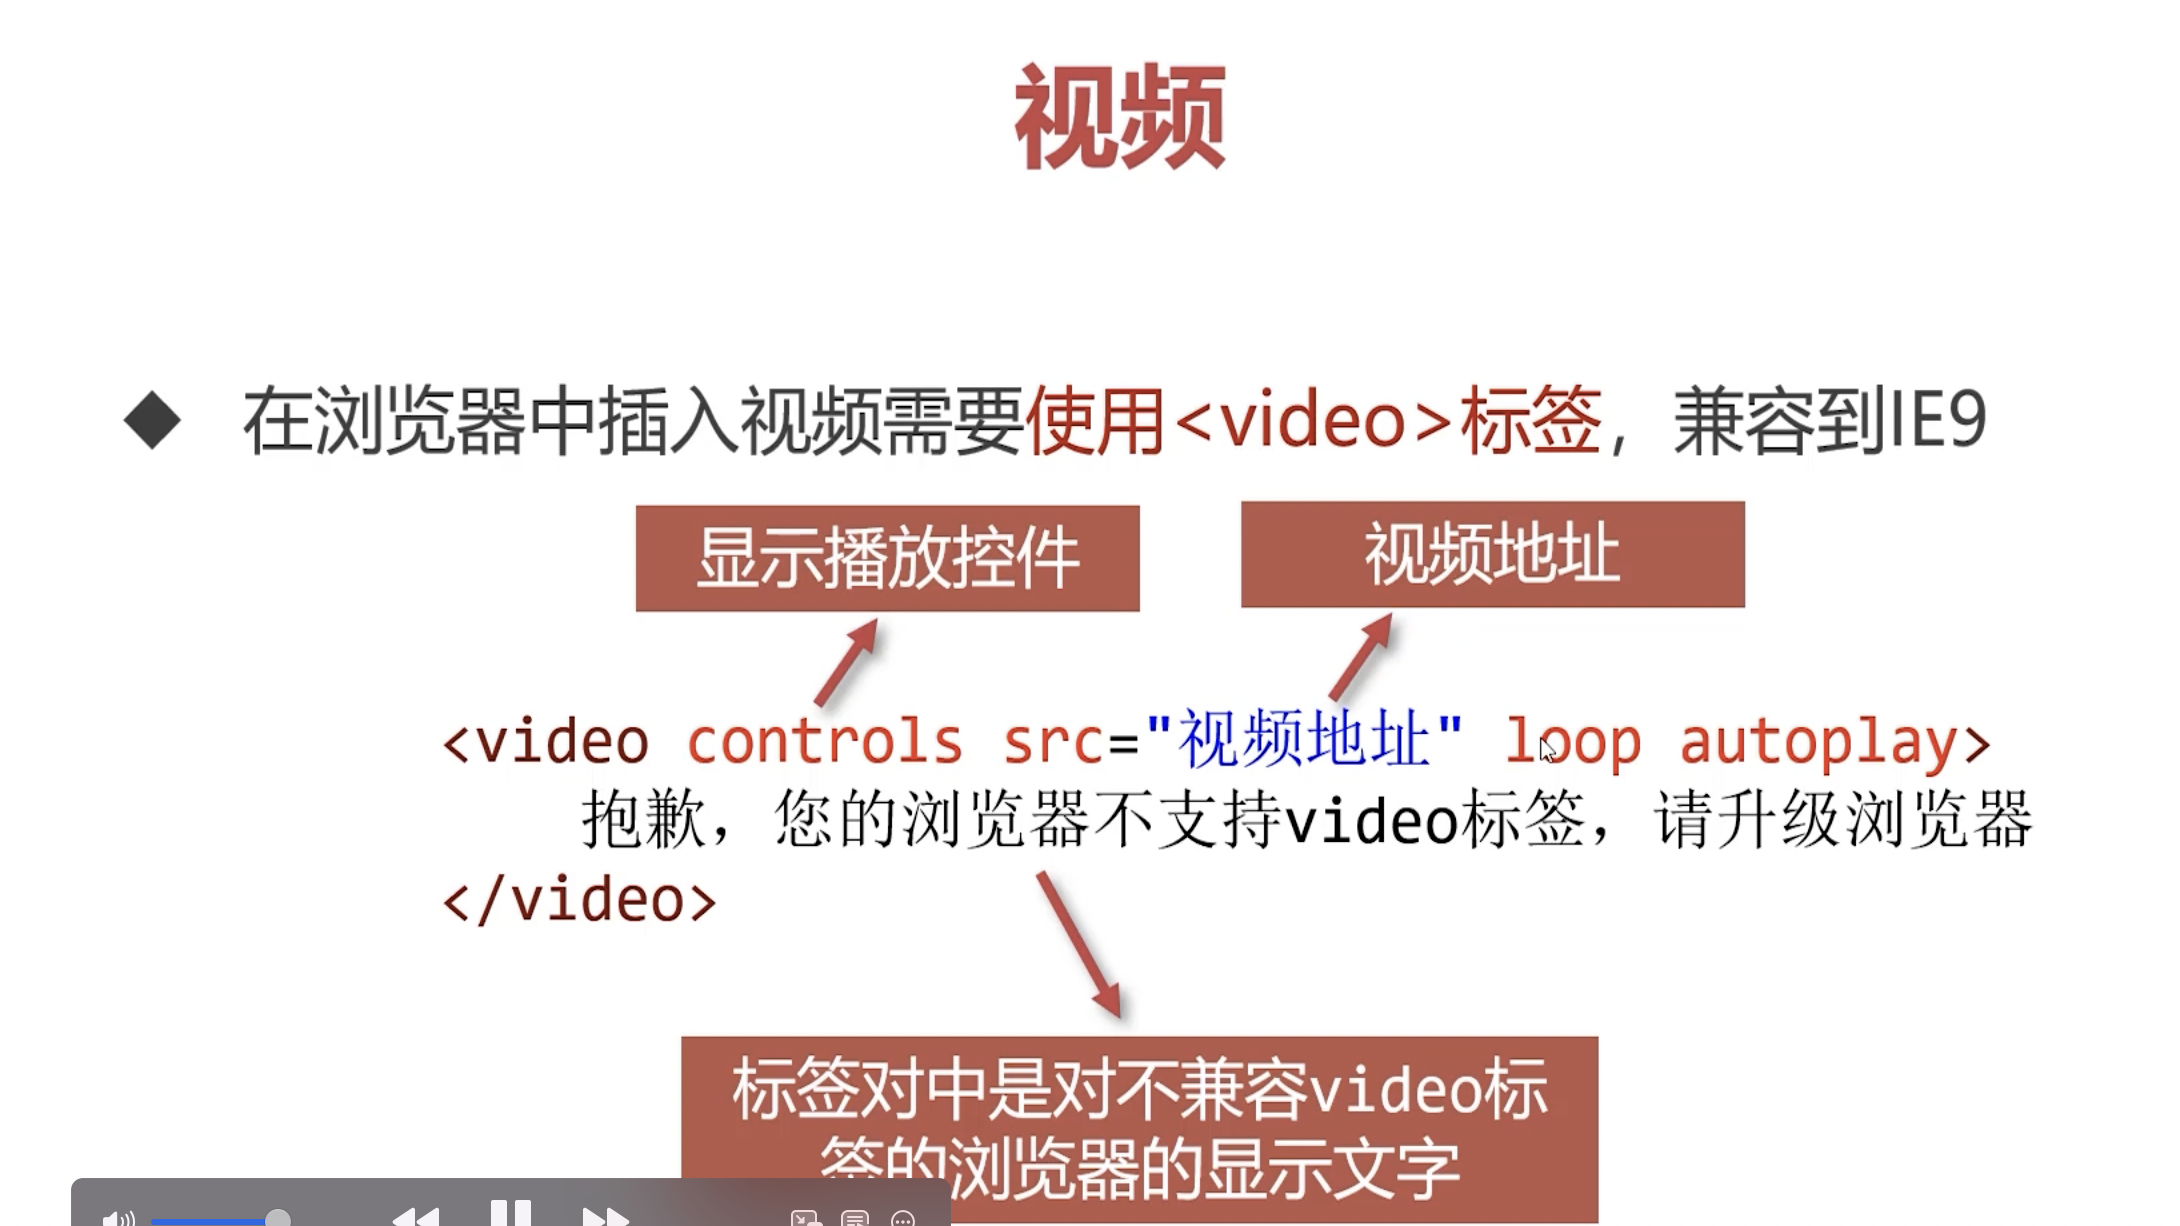 视频
在浏览器中插入视频需要使用<video>标签，兼容到IE9
显示播放控件
视频地址
<video controls src="视频地址" loop autoplay>
抱歉，您的浏览器不支持video标签，请升级浏览器
</video>
标签对中是对不兼容video标
签的浏览器的显示文字